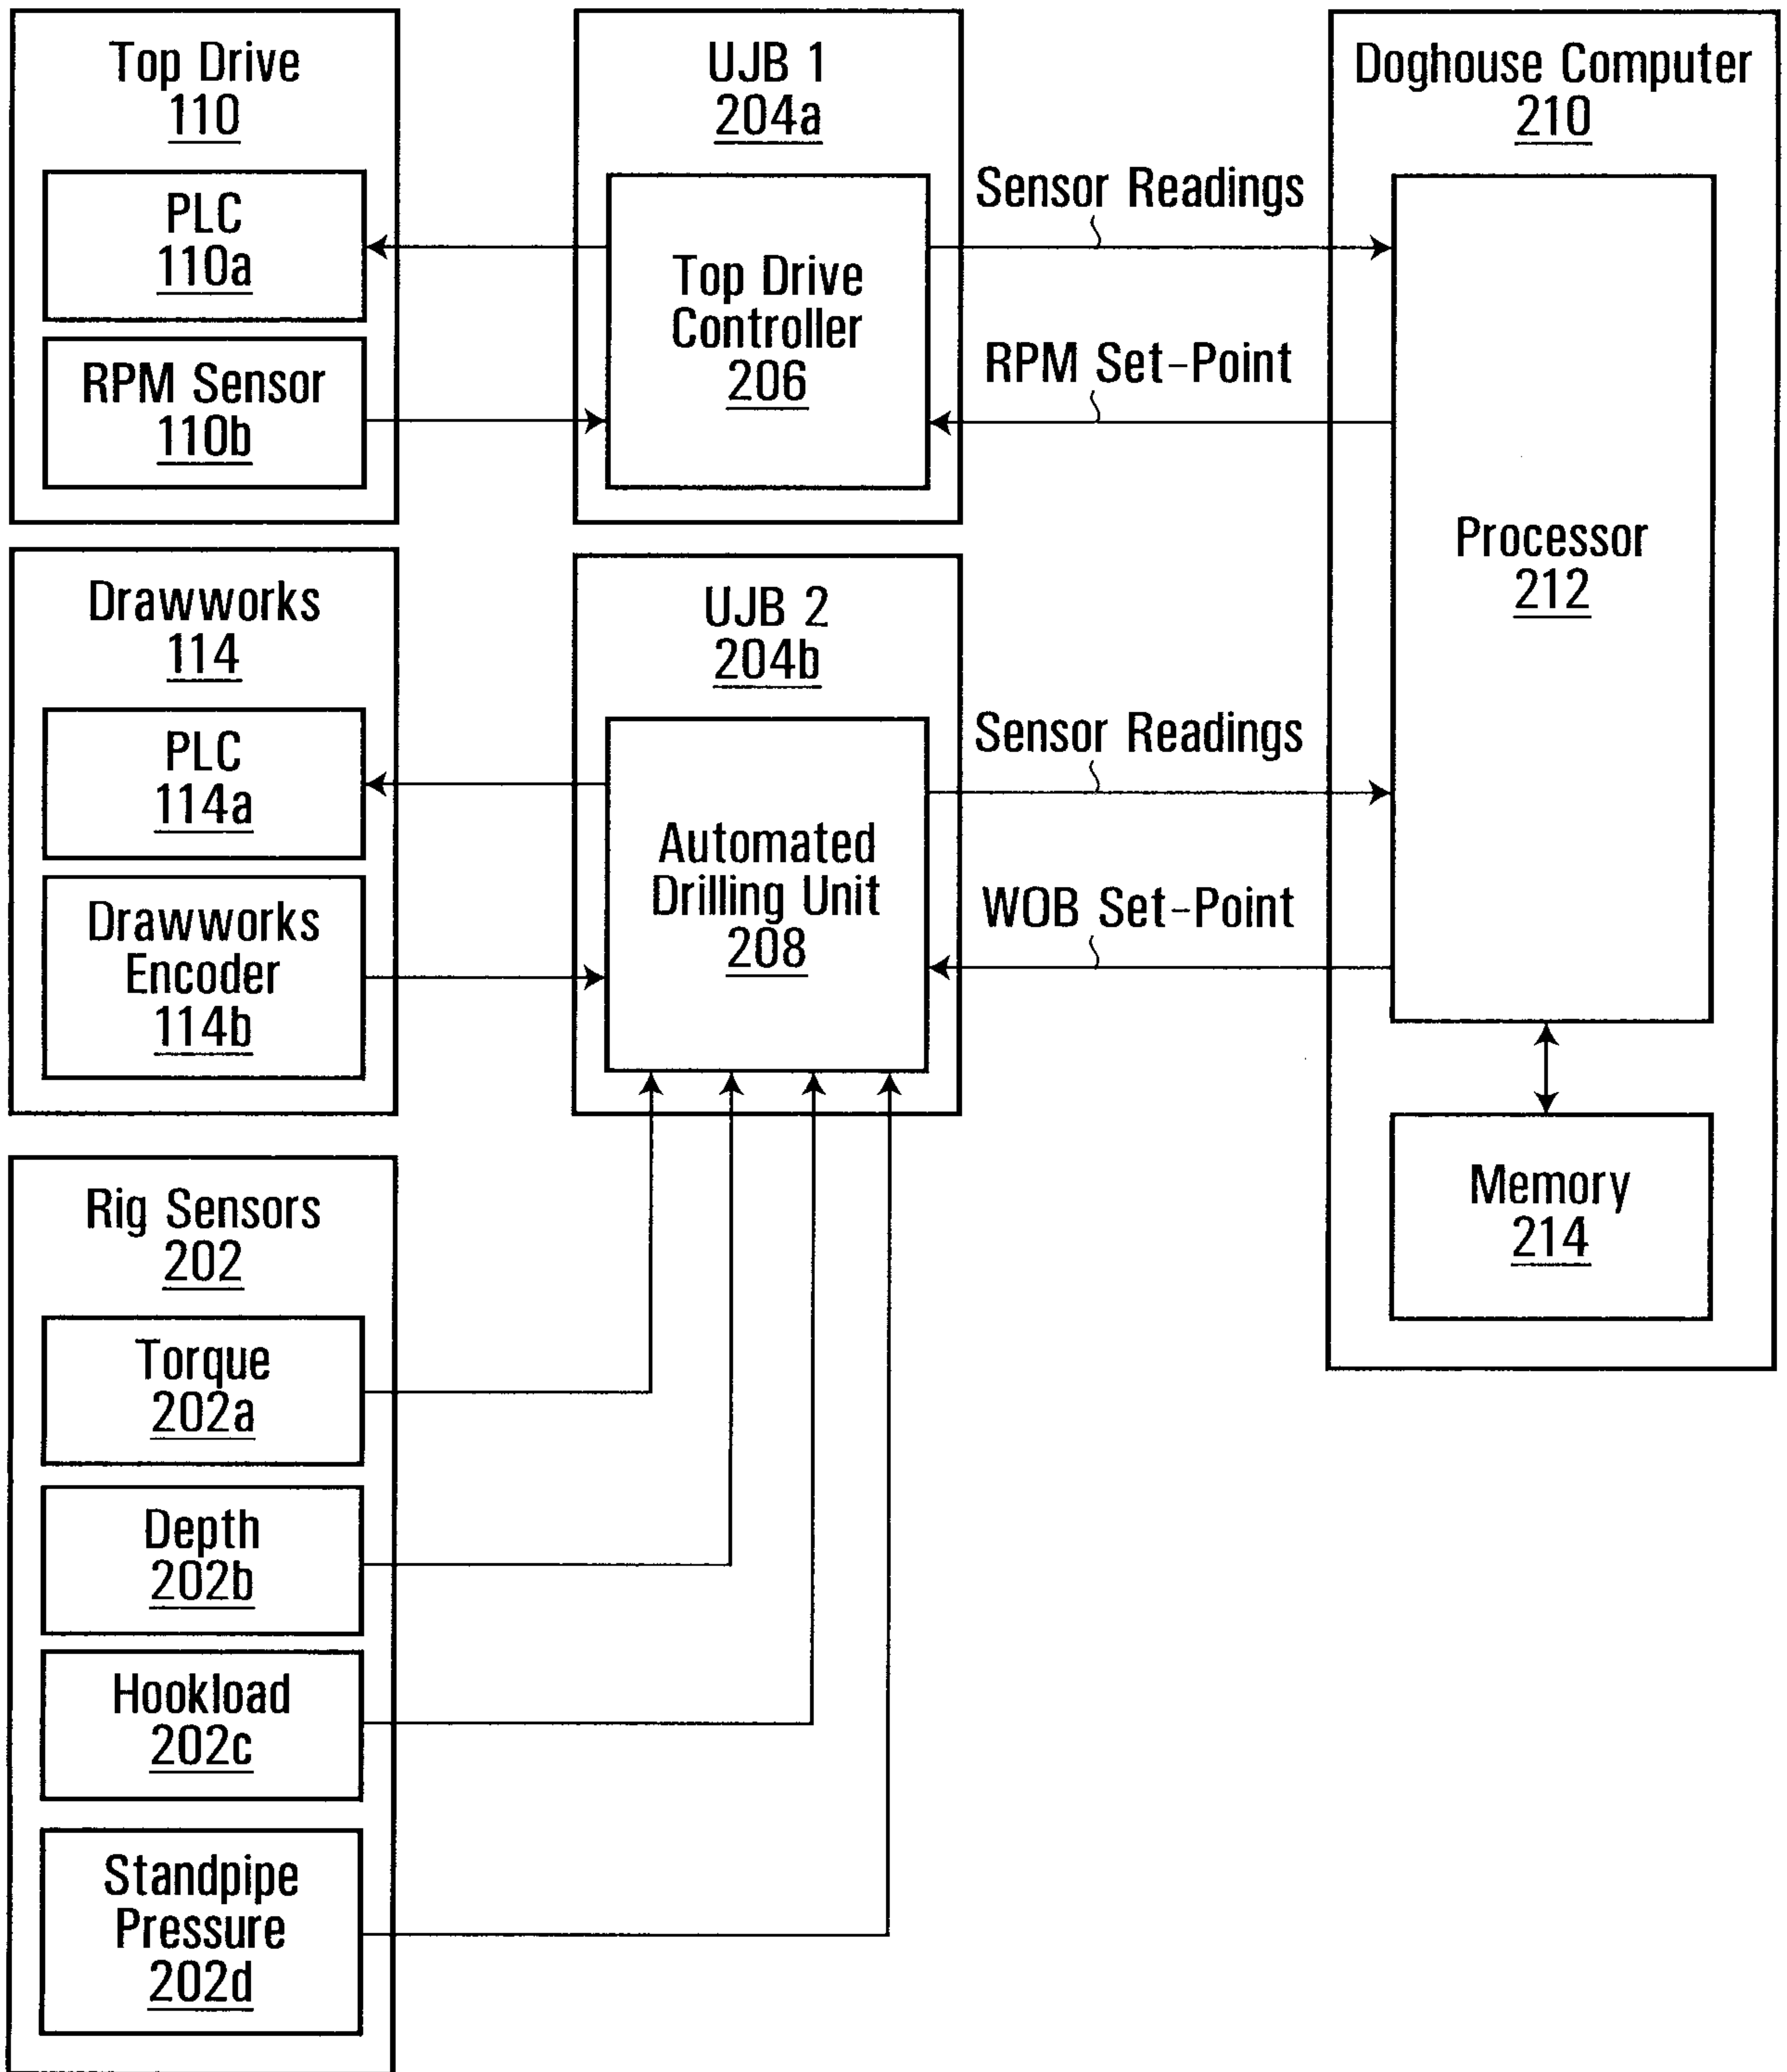 Top Drive
110
PLC
110a
RPM Sensor
110b
UJB 1
204a
Top Drive
Controller
206
Sensor Readings
RPM Set-Point
Doghouse Computer
210
Processor
212
Memory
214
Drawworks
114
PLC
114a
Drawworks
Encoder
114b
UJB 2
204b
Automated
Drilling Unit
208
Sensor Readings
WOB Set-Point
Rig Sensors
202
Torque
202a
Depth
202b
Hookload
202c
Standpipe
Pressure
202d